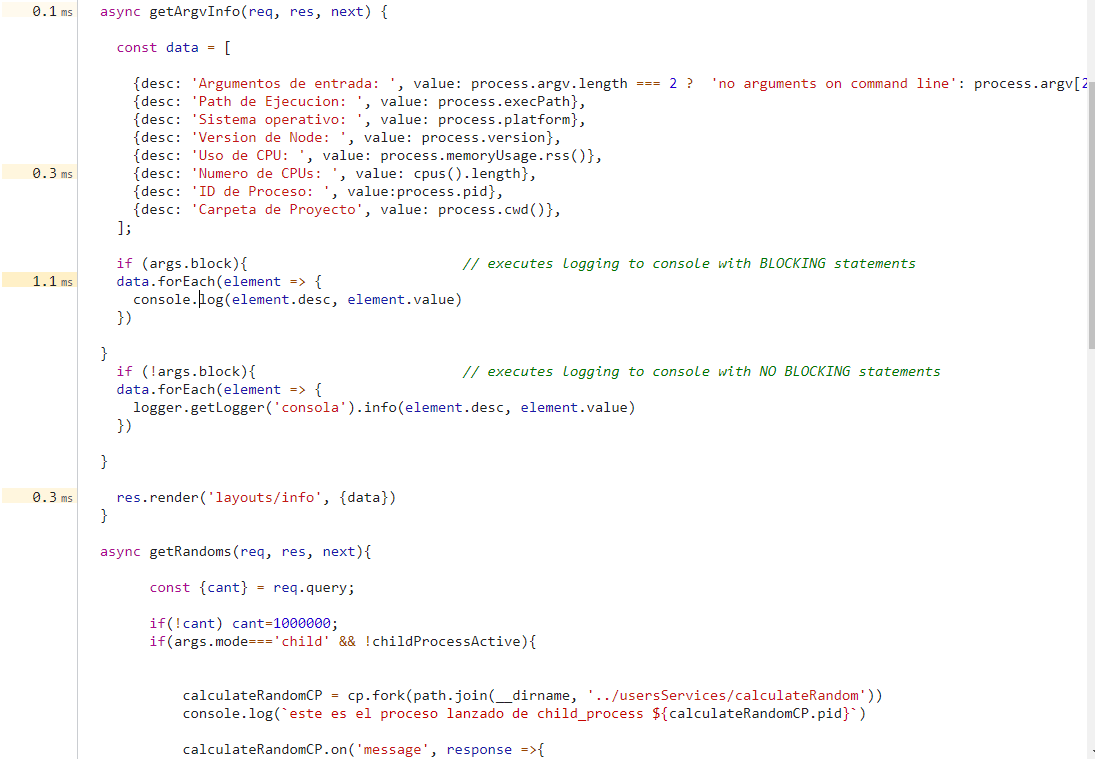 0.1 ms async getArgvInfo(req, res, next) {
const data = [
{desc: 'Argumentos de entrada: ', value: process.argv.length === 2 ?  'no arguments on command line': process.argv[2
{desc: 'Path de Ejecucion: ', value: process.execPath},
{desc: 'Sistema operativo: ', value: process.platform},
{desc: 'Version de Node: ', value: process.version},
{desc: 'Uso de CPU: ', value: process.memoryUsage.rss()},
0.3 ms {desc: 'Numero de CPUs: ', value: cpus().length},
{desc: 'ID de Proceso: ', value:process.pid},
{desc: 'Carpeta de Proyecto', value: process.cwd()},
];
if (args.block){ // executes logging to console with BLOCKING statements
1.1 ms data.forEach(element => {
console.log(element.desc, element.value)
})
}
if (!args.block){ // executes logging to console with NO BLOCKING statements
data.forEach(element => {
logger.getLogger('consola').info(element.desc, element.value)
})
}
0.3 ms res.render('layouts/info', {data})
}
async getRandoms(req, res, next){
const {cant} = req.query;
if(!cant) cant=1000000;
if(args.mode==='child' && !childProcessActive){
calculateRandomCP = cp.fork(path.join(__dirname, '../usersServices/calculateRandom'))
console.log(`este es el proceso lanzado de child_process ${calculateRandomCP.pid}`)
calculateRandomCP.on('message', response =>{